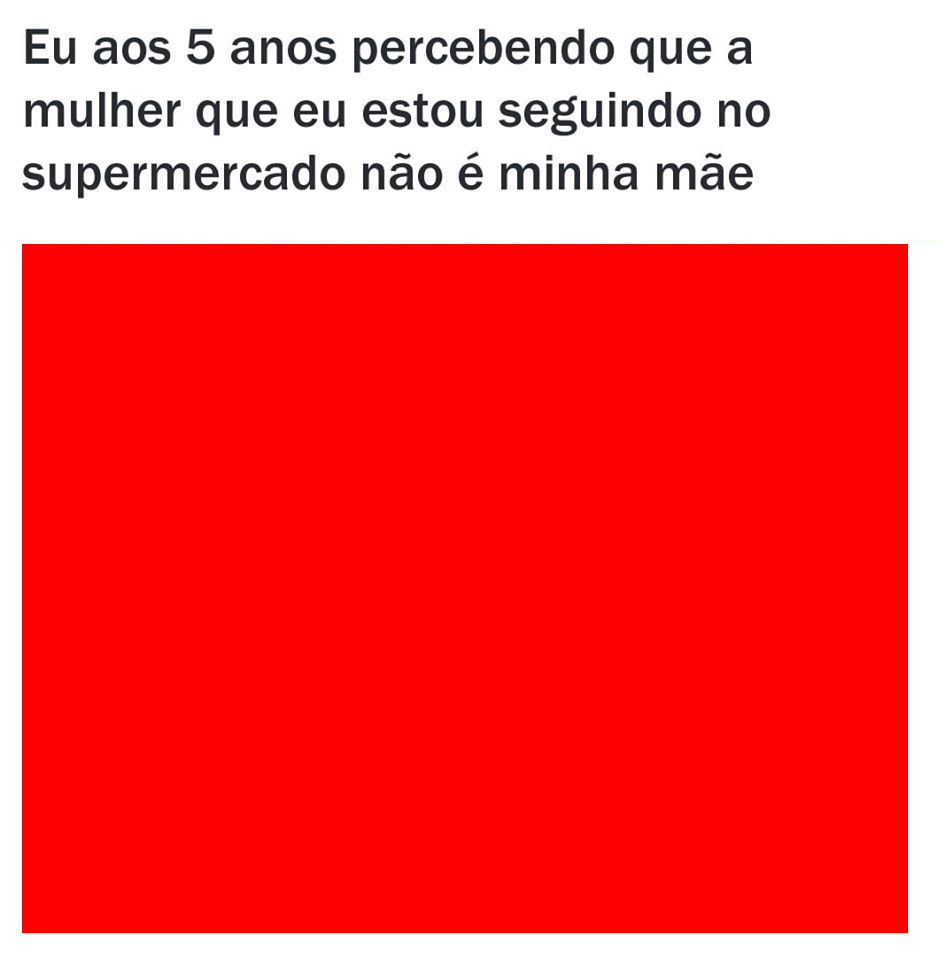 Eu aos 5 anos percebendo que a
mulher que eu estou seguindo no
supermercado não é minha mãe